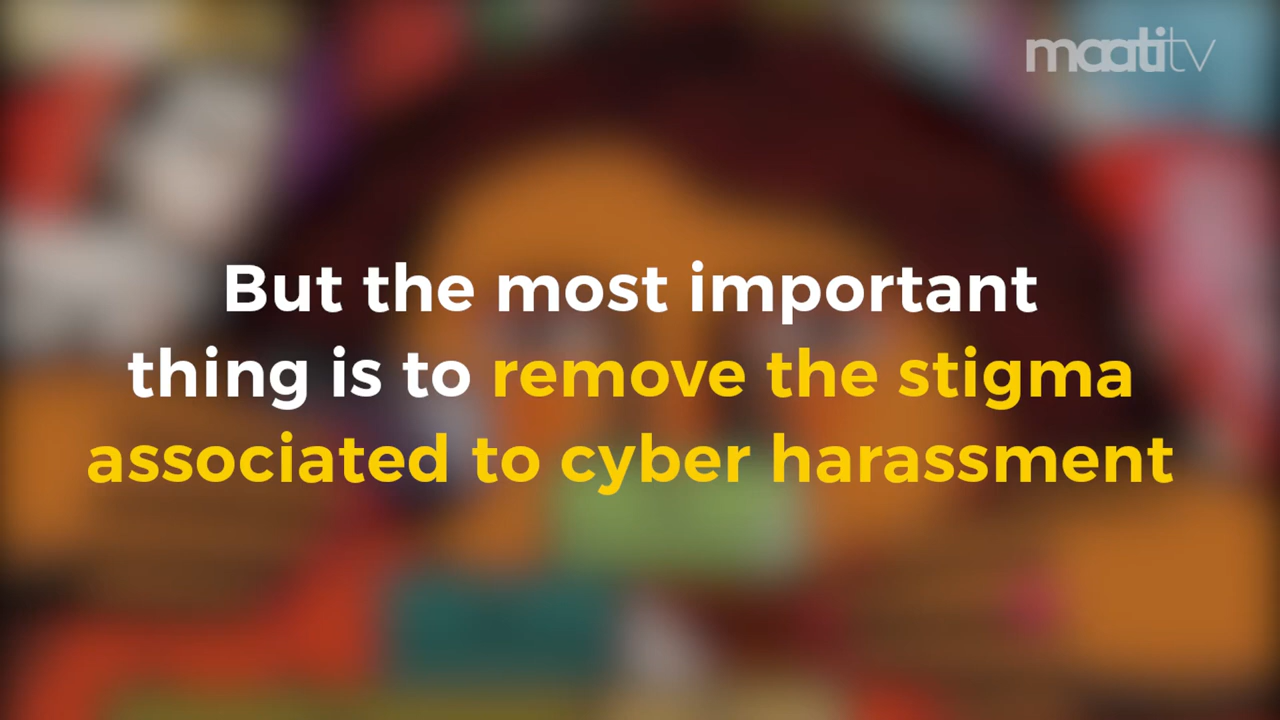 maatitv
But the most important
thing is to remove the stigma
associated to cyber harassment